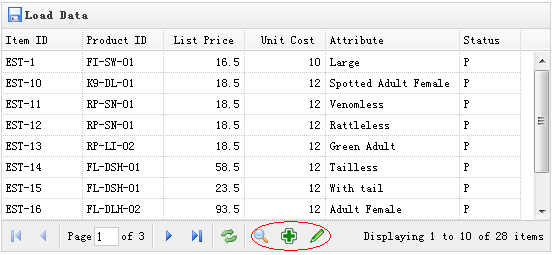 Load Data
Item ID Product ID List Price Unit Cost Attribute Status
EST-1 FI-SW-01 16.5 10 Large P
EST-10 K9-DL-01 18.5 12 Spotted Adult Female P
EST-11 RP-SN-01 18.5 12 Venomless P
EST-12 RP-SN-01 18.5 12 Rattleless P
EST-13 RP-LI-02 18.5 12 Green Adult P
EST-14 FL-DSH-01 58.5 12 Tailless P
EST-15 FL-DSH-01 23.5 12 With tail P
EST-16 FL-DLH-02 93.5 12 Adult Female P
Page 1 of 3 Displaying 1 to 10 of 28 items